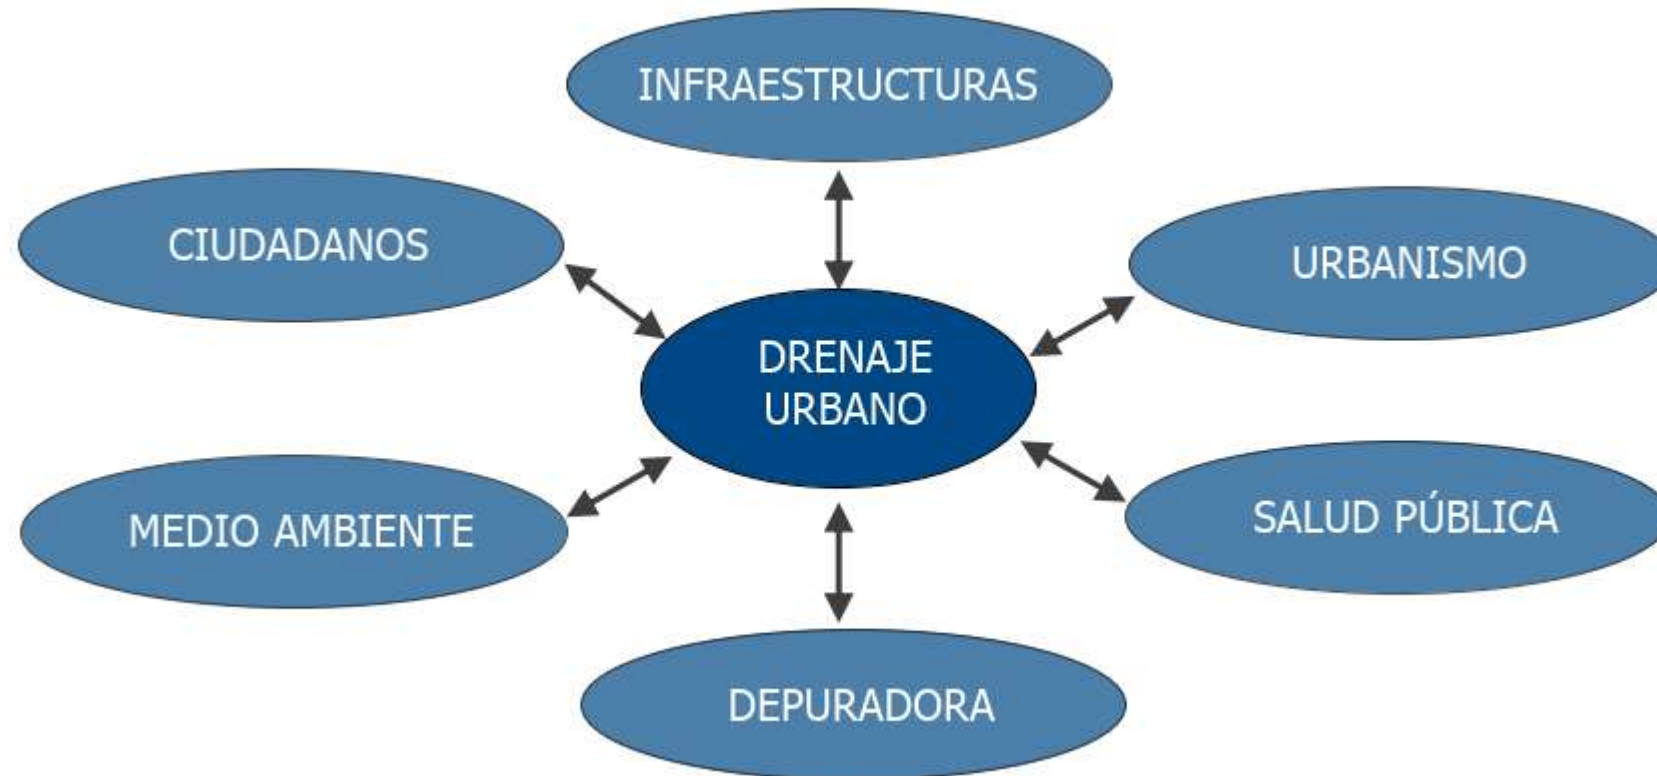 INFRAESTRUCTURAS
CIUDADANOS
URBANISMO
DRENAJE
URBANO
MEDIO AMBIENTE
SALUD PÚBLICA
DEPURADORA